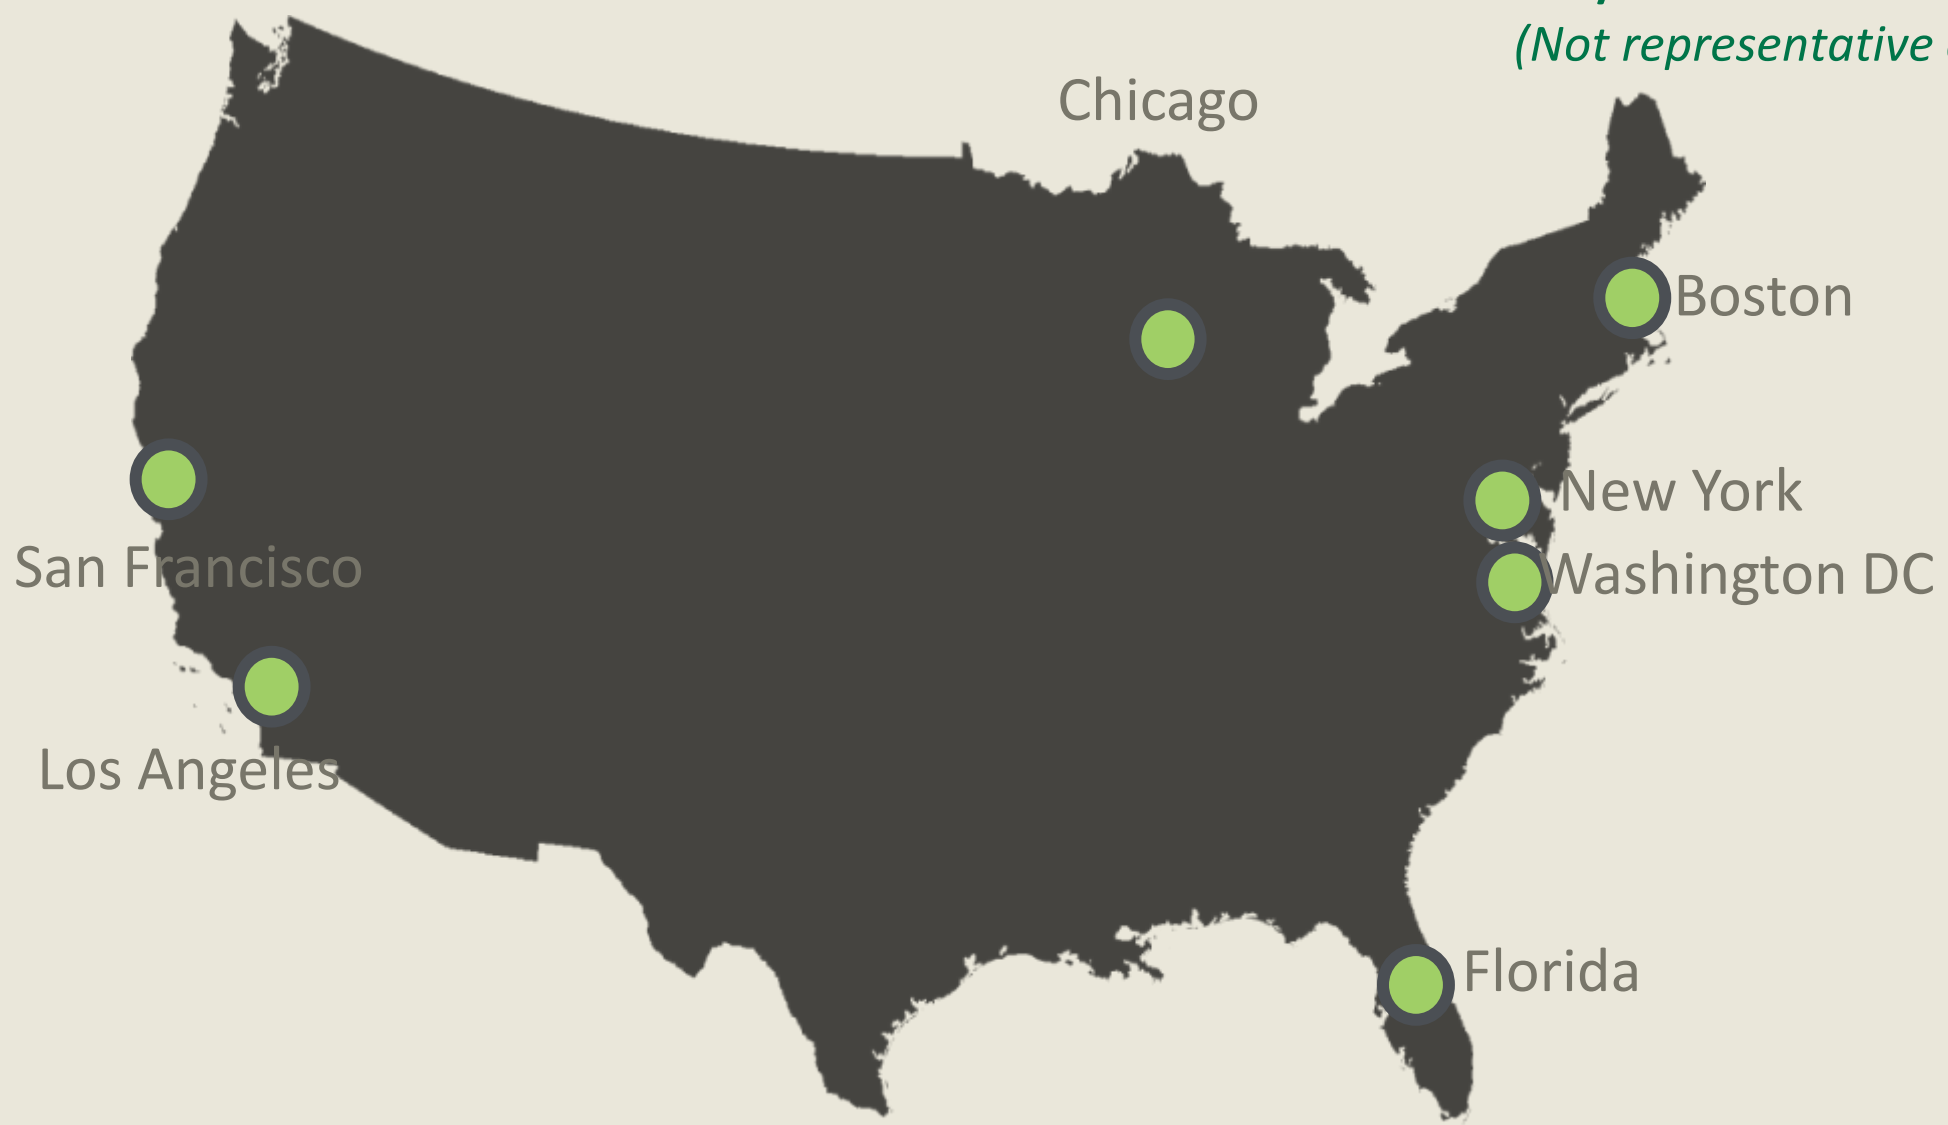 (Not representative
Chicago
Boston
New York
San Francisco
Washington DC
Los Angeles
Florida